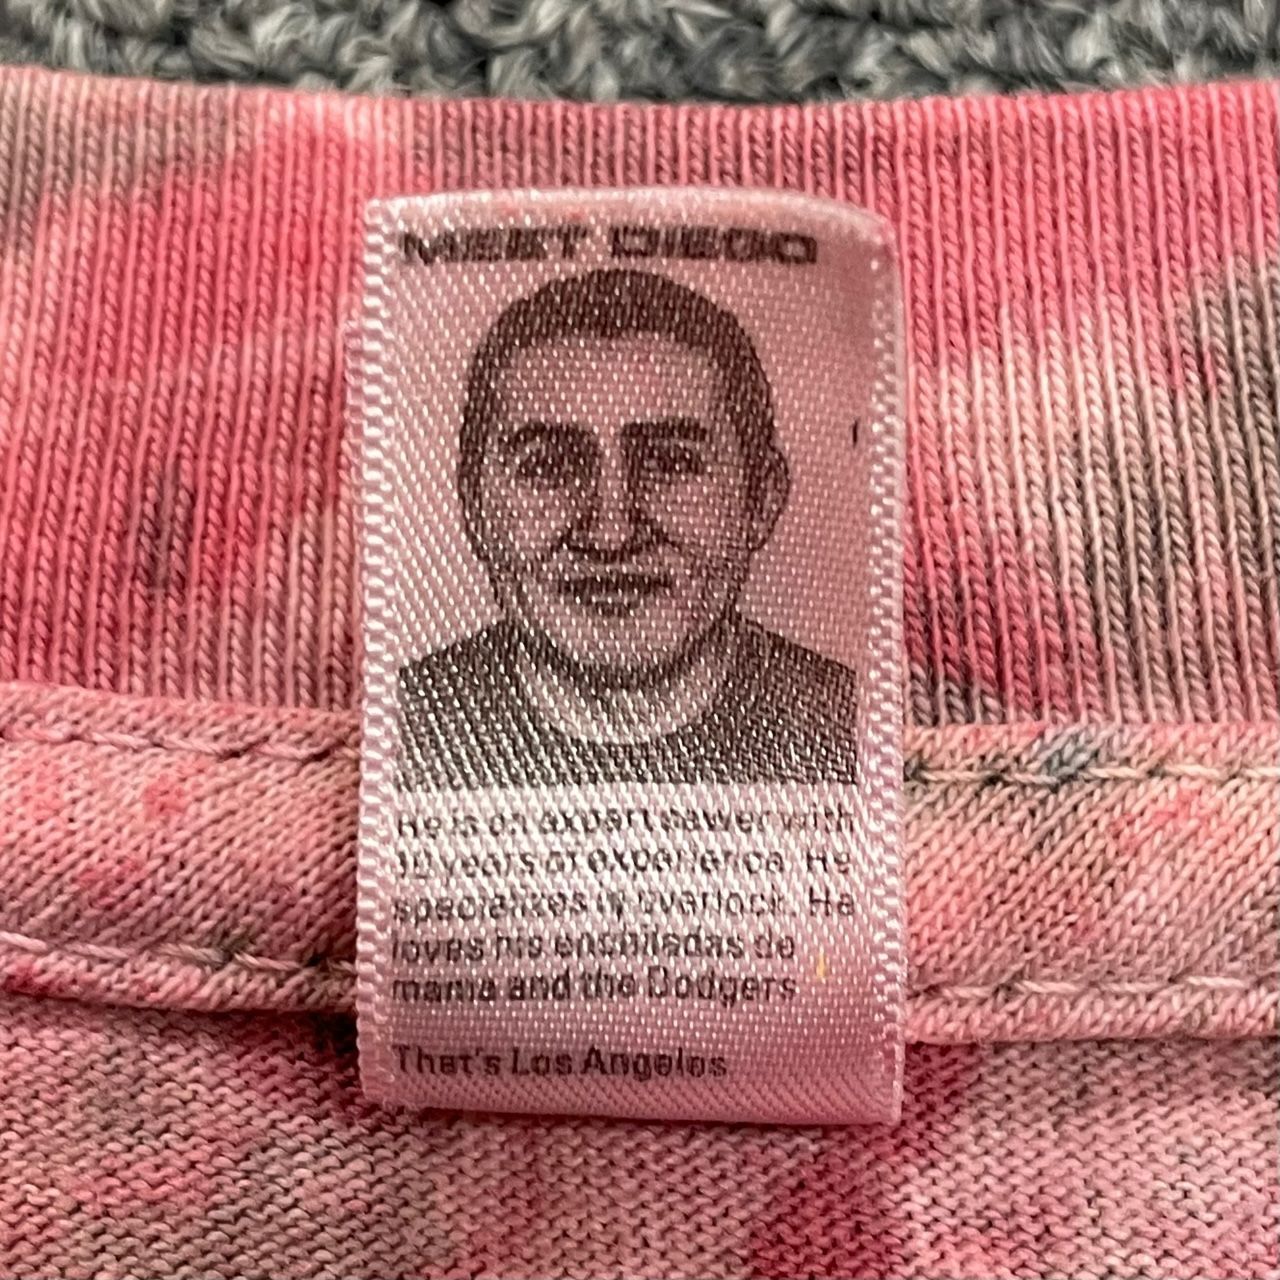 MEET DIEGO
He is an expert sewer with
10 years of experience. He
specializes in overlock. He
loves his enchiladas de
mama and the Dodgers
That's Los Angeles